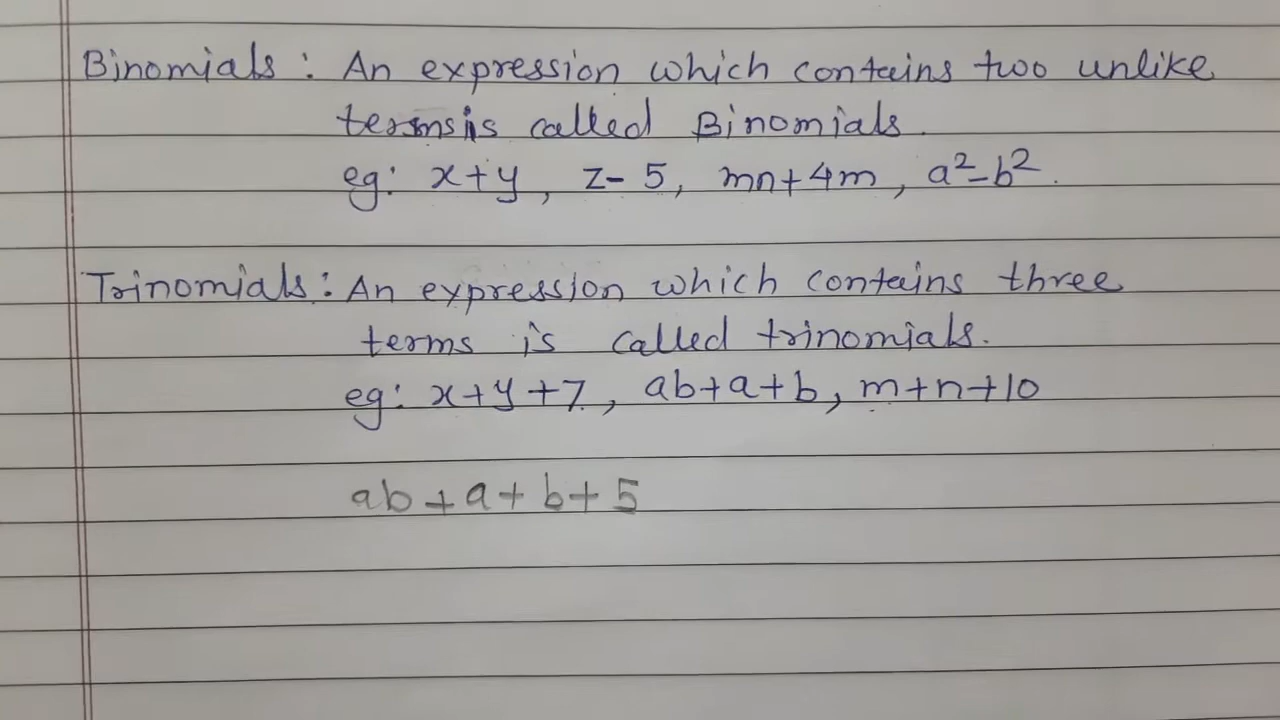 Binomials : An expression which contains two unlike
terms is called Binomials.
eg: x+y, z-5, mn+4m, a²-b².
Trinomials : An expression which contains three
terms is called trinomials.
eg: x+y+7, ab+a+b, m+n+10
ab+a+b+5